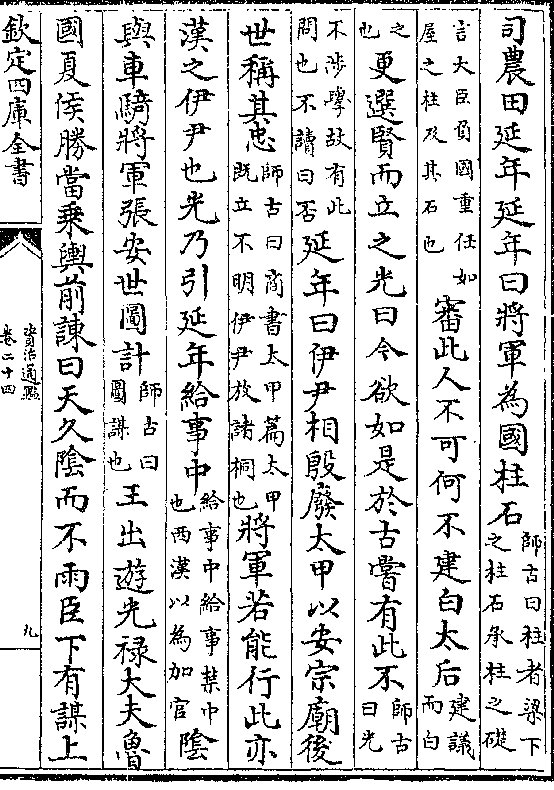 司農田延年延年曰將軍為國柱石師古曰柱者梁下之柱石承柱之礎
言大臣負國重任如屋之柱及其石也審此人不可何不建白太后建議而白
之也更選賢而立之光曰今欲如是於古嘗有此不師古曰光
不涉學故有此問也不讀曰否延年曰伊尹相殷廢太甲以安宗廟後
世稱其忠師古曰商書太甲篇太甲既立不明伊尹放諸桐也將軍若能行此亦
漢之伊尹也光乃引延年給事中給事中給事禁中也西漢以為加官陰
與車騎將軍張安世圖計師古曰圖謀也王出遊光祿大夫魯
國夏侯勝當乘輿前諫曰天久陰而不雨臣下有謀上
欽定四庫全書
資治通鑑
卷二十四
九